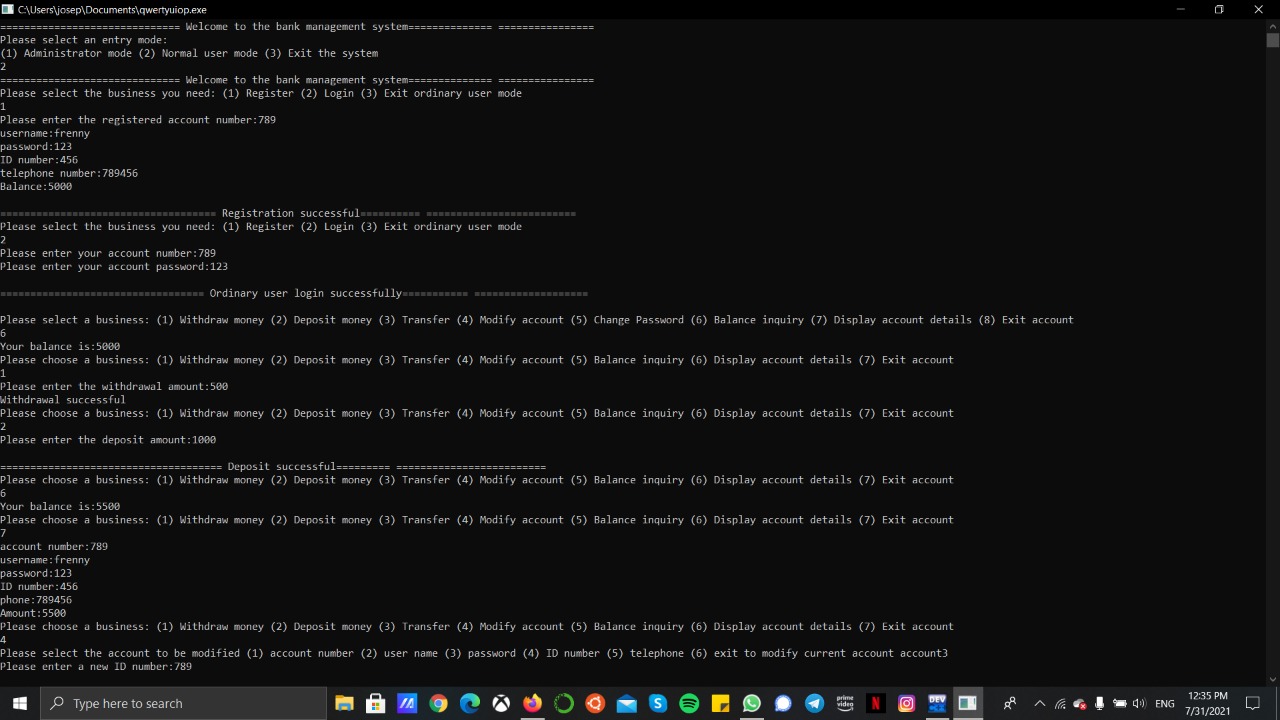 C:\Users\josep\Documents\qwertyuiop.exe
============================== Welcome to the bank management system============== ================
Please select an entry mode:
(1) Administrator mode (2) Normal user mode (3) Exit the system
2
============================== Welcome to the bank management system============== ================
Please select the business you need: (1) Register (2) Login (3) Exit ordinary user mode
1
Please enter the registered account number:789
username:frenny
password:123
ID number:456
telephone number:789456
Balance:5000
==================================== Registration successful========== =========================
Please select the business you need: (1) Register (2) Login (3) Exit ordinary user mode
2
Please enter your account number:789
Please enter your account password:123
================================== Ordinary user login successfully=========== ===================
Please select a business: (1) Withdraw money (2) Deposit money (3) Transfer (4) Modify account (5) Change Password (6) Balance inquiry (7) Display account details (8) Exit account
6
Your balance is:5000
Please choose a business: (1) Withdraw money (2) Deposit money (3) Transfer (4) Modify account (5) Balance inquiry (6) Display account details (7) Exit account
1
Please enter the withdrawal amount:500
Withdrawal successful
Please choose a business: (1) Withdraw money (2) Deposit money (3) Transfer (4) Modify account (5) Balance inquiry (6) Display account details (7) Exit account
2
Please enter the deposit amount:1000
===================================== Deposit successful========= =========================
Please choose a business: (1) Withdraw money (2) Deposit money (3) Transfer (4) Modify account (5) Balance inquiry (6) Display account details (7) Exit account
6
Your balance is:5500
Please choose a business: (1) Withdraw money (2) Deposit money (3) Transfer (4) Modify account (5) Balance inquiry (6) Display account details (7) Exit account
7
account number:789
username:frenny
password:123
ID number:456
phone:789456
Amount:5500
Please choose a business: (1) Withdraw money (2) Deposit money (3) Transfer (4) Modify account (5) Balance inquiry (6) Display account details (7) Exit account
4
Please select the account to be modified (1) account number (2) user name (3) password (4) ID number (5) telephone (6) exit to modify current account account3
Please enter a new ID number:789
Type here to search
prime video
N
DEV
ENG
12:35 PM
7/31/2021